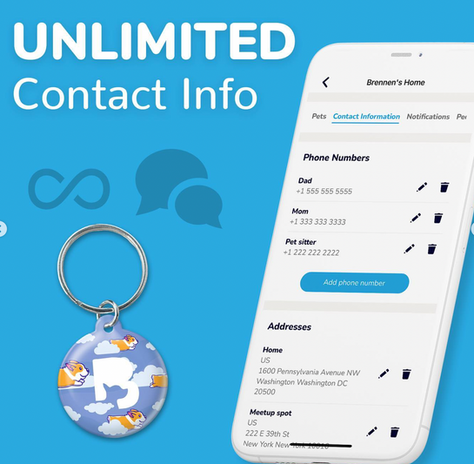 UNLIMITED
Contact Info
Brennen's Home
Pets Contact Information Notifications
Phone Numbers
Dad
+1 555 555 5555
Mom
+1 333 333 3333
Pet sitter
+1 222 222 2222
Add phone number
Addresses
Home
US
1600 Pennsylvania Avenue NW
Washington Washington DC
20500
Meetup spot
US
222 E 39th St
New York New York 10016